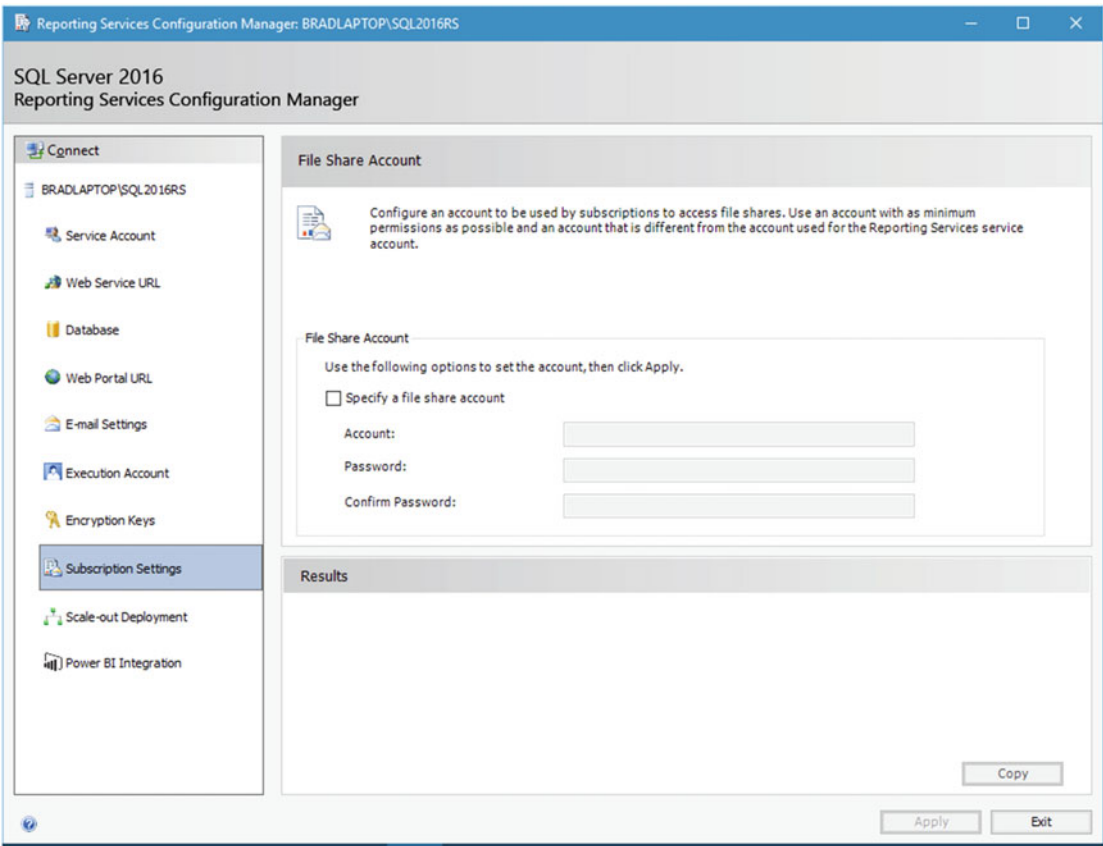 Reporting Services Configuration Manager: BRADLAPTOP\SQL2016RS
SQL Server 2016
Reporting Services Configuration Manager
Connect
BRADLAPTOP\SQL2016RS
Service Account
Web Service URL
Database
Web Portal URL
E-mail Settings
Execution Account
Encryption Keys
Subscription Settings
Scale-out Deployment
Power BI Integration
File Share Account
Configure an account to be used by subscriptions to access file shares. Use an account with as minimum
permissions as possible and an account that is different from the account used for the Reporting Services service
account.
File Share Account
Use the following options to set the account, then click Apply.
Specify a file share account
Account:
Password:
Confirm Password:
Results
Copy
Apply
Exit